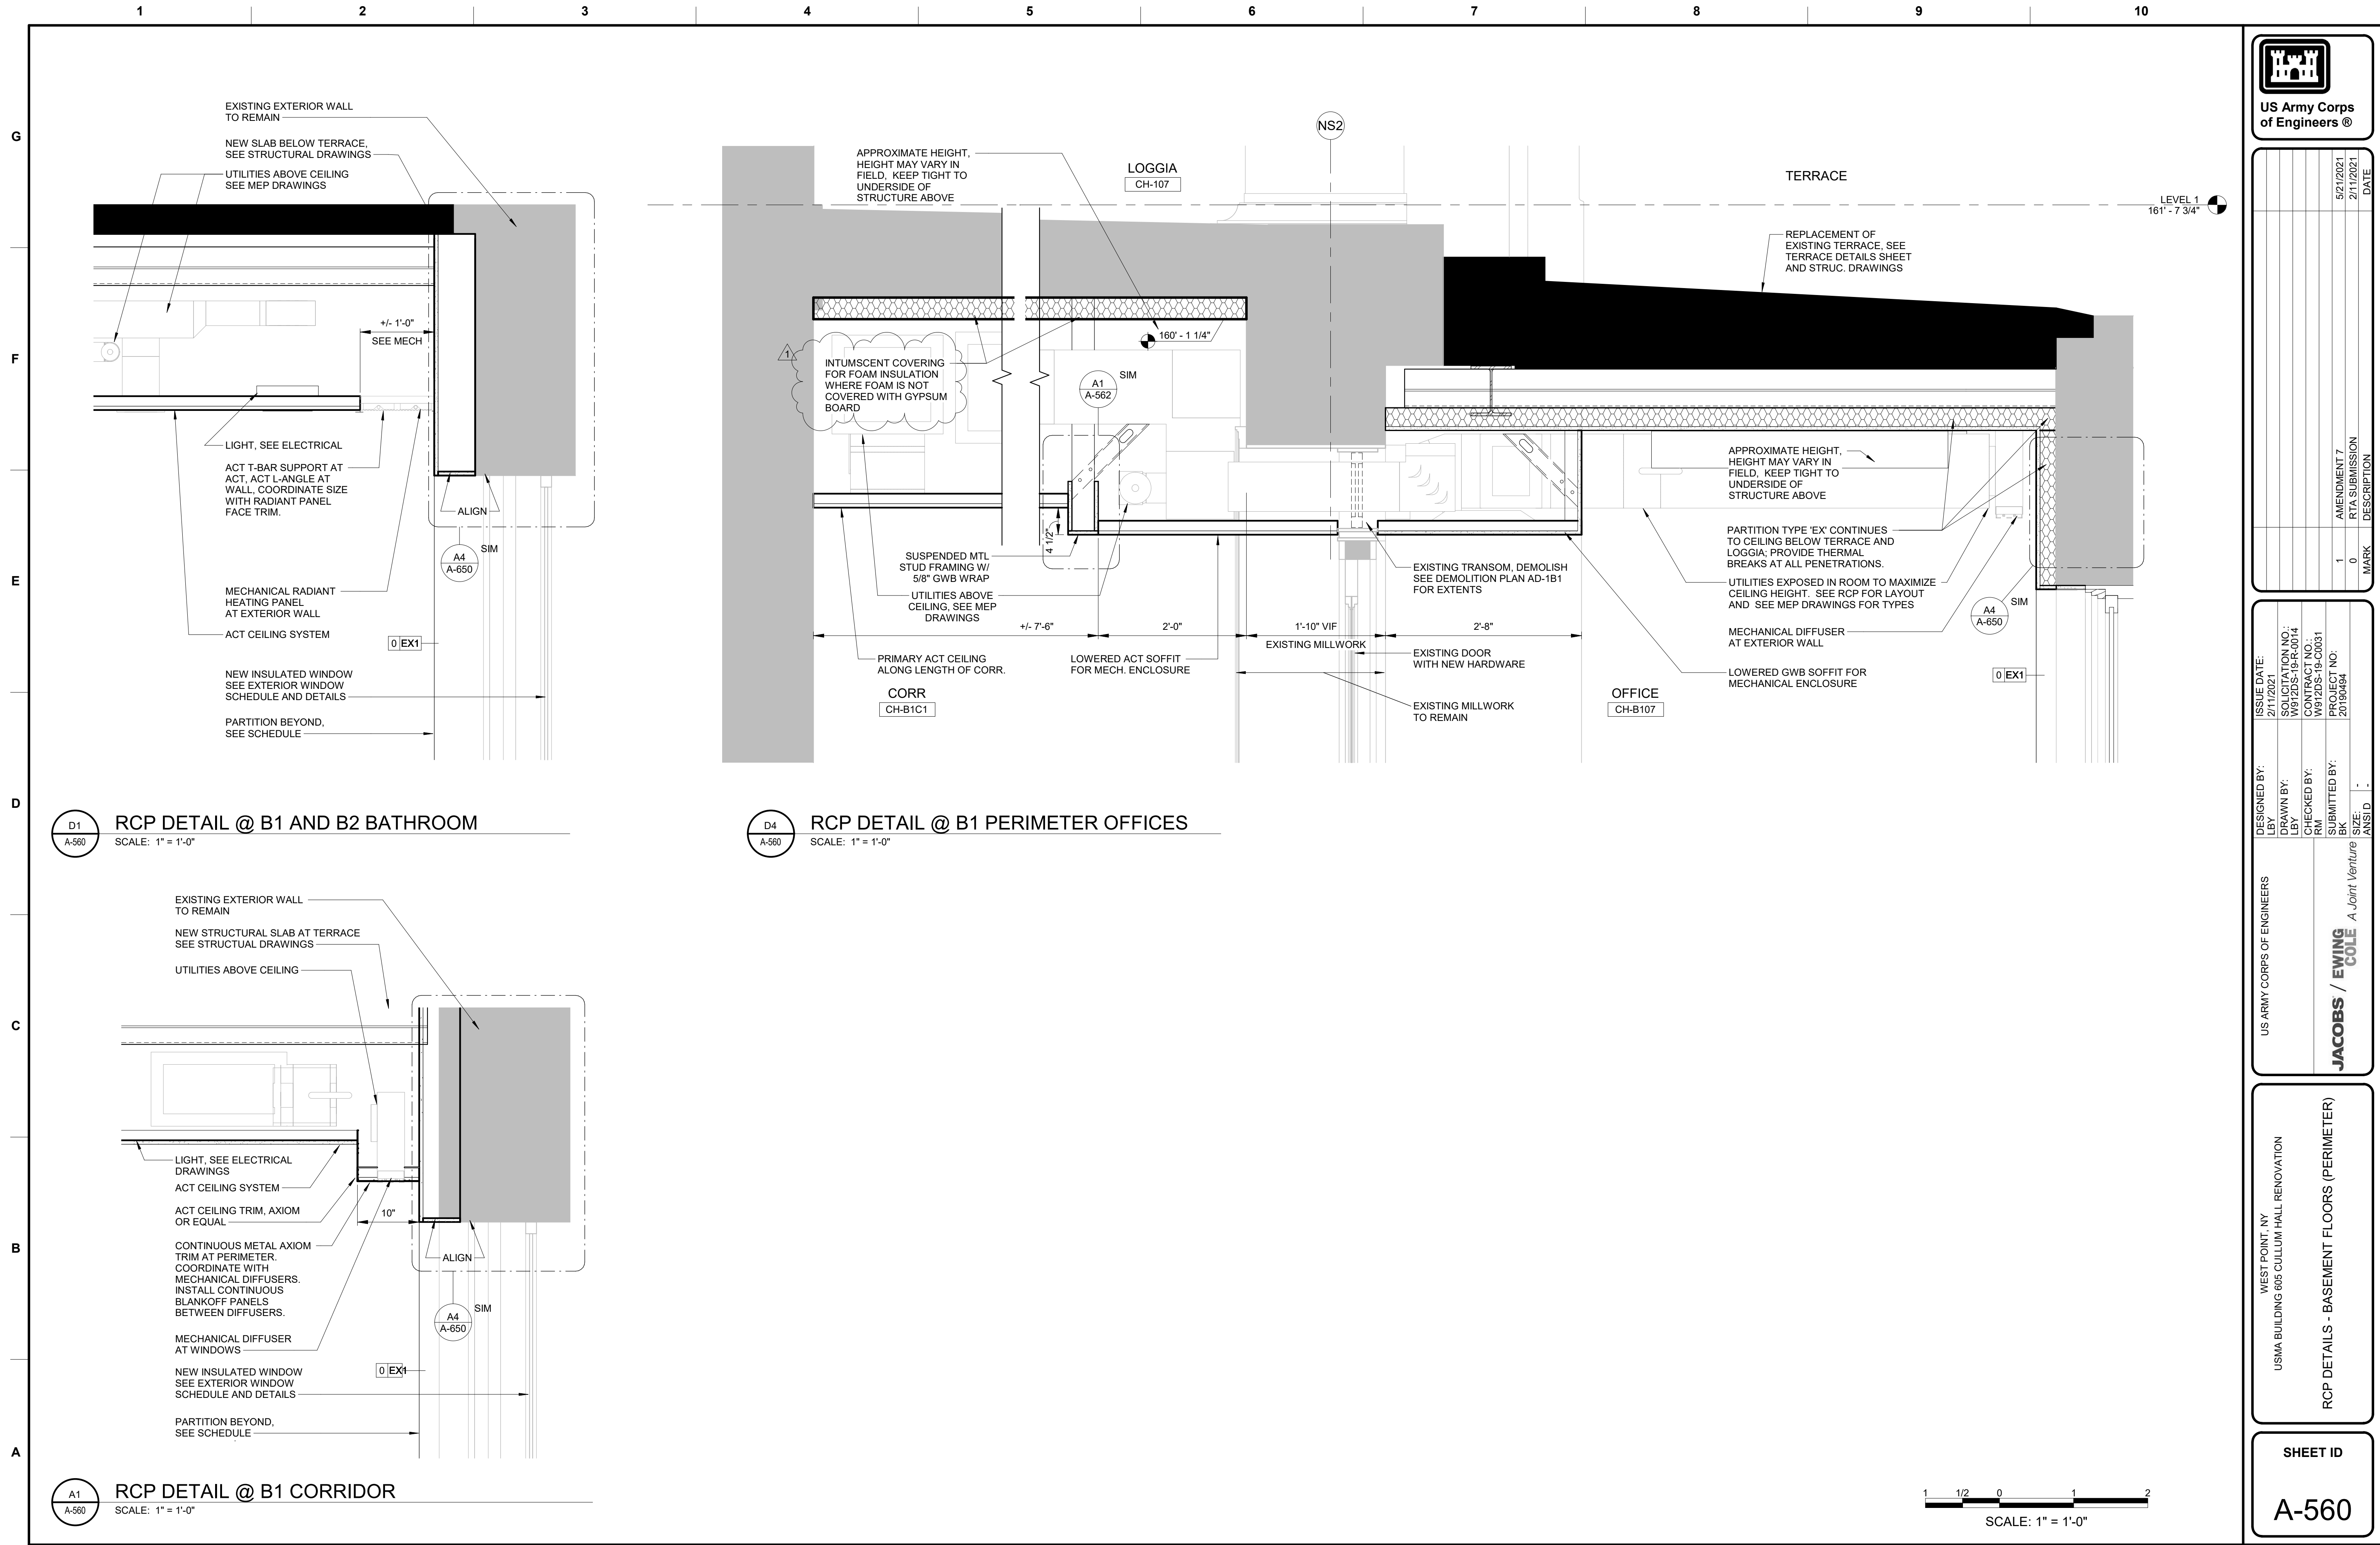 1 2 3 4 5 6 7 8 9 10
G
F
E
D
C
B
A
EXISTING EXTERIOR WALL
TO REMAIN
NEW SLAB BELOW TERRACE,
SEE STRUCTURAL DRAWINGS
UTILITIES ABOVE CEILING
SEE MEP DRAWINGS
+/- 1'-0"
SEE MECH
LIGHT, SEE ELECTRICAL
ACT T-BAR SUPPORT AT
ACT, ACT L-ANGLE AT
WALL, COORDINATE SIZE
WITH RADIANT PANEL
FACE TRIM.
ALIGN
A4
A-650
SIM
MECHANICAL RADIANT
HEATING PANEL
AT EXTERIOR WALL
ACT CEILING SYSTEM
0 EX1
NEW INSULATED WINDOW
SEE EXTERIOR WINDOW
SCHEDULE AND DETAILS
PARTITION BEYOND,
SEE SCHEDULE
D1
A-560
RCP DETAIL @ B1 AND B2 BATHROOM
SCALE: 1" = 1'-0"
NS2
APPROXIMATE HEIGHT,
HEIGHT MAY VARY IN
FIELD, KEEP TIGHT TO
UNDERSIDE OF
STRUCTURE ABOVE
LOGGIA
CH-107
TERRACE
LEVEL 1
161' - 7 3/4"
REPLACEMENT OF
EXISTING TERRACE, SEE
TERRACE DETAILS SHEET
AND STRUC. DRAWINGS
160' - 1 1/4"
1
INTUMSCENT COVERING
FOR FOAM INSULATION
WHERE FOAM IS NOT
COVERED WITH GYPSUM
BOARD
A1
A-562
SIM
4 1/2"
SUSPENDED MTL
STUD FRAMING W/
5/8" GWB WRAP
UTILITIES ABOVE
CEILING, SEE MEP
DRAWINGS
+/- 7'-6"
2'-0"
1'-10" VIF
2'-8"
EXISTING MILLWORK
PRIMARY ACT CEILING
ALONG LENGTH OF CORR.
LOWERED ACT SOFFIT
FOR MECH. ENCLOSURE
CORR
CH-B1C1
EXISTING TRANSOM, DEMOLISH
SEE DEMOLITION PLAN AD-1B1
FOR EXTENTS
EXISTING DOOR
WITH NEW HARDWARE
EXISTING MILLWORK
TO REMAIN
OFFICE
CH-B107
APPROXIMATE HEIGHT,
HEIGHT MAY VARY IN
FIELD, KEEP TIGHT TO
UNDERSIDE OF
STRUCTURE ABOVE
PARTITION TYPE 'EX' CONTINUES
TO CEILING BELOW TERRACE AND
LOGGIA; PROVIDE THERMAL
BREAKS AT ALL PENETRATIONS.
UTILITIES EXPOSED IN ROOM TO MAXIMIZE
CEILING HEIGHT. SEE RCP FOR LAYOUT
AND SEE MEP DRAWINGS FOR TYPES
MECHANICAL DIFFUSER
AT EXTERIOR WALL
LOWERED GWB SOFFIT FOR
MECHANICAL ENCLOSURE
A4
A-650
SIM
0 EX1
D4
A-560
RCP DETAIL @ B1 PERIMETER OFFICES
SCALE: 1" = 1'-0"
EXISTING EXTERIOR WALL
TO REMAIN
NEW STRUCTURAL SLAB AT TERRACE
SEE STRUCTUAL DRAWINGS
UTILITIES ABOVE CEILING
LIGHT, SEE ELECTRICAL
DRAWINGS
ACT CEILING SYSTEM
ACT CEILING TRIM, AXIOM
OR EQUAL
10"
CONTINUOUS METAL AXIOM
TRIM AT PERIMETER.
COORDINATE WITH
MECHANICAL DIFFUSERS.
INSTALL CONTINUOUS
BLANKOFF PANELS
BETWEEN DIFFUSERS.
ALIGN
A4
A-650
SIM
MECHANICAL DIFFUSER
AT WINDOWS
0 EX1
NEW INSULATED WINDOW
SEE EXTERIOR WINDOW
SCHEDULE AND DETAILS
PARTITION BEYOND,
SEE SCHEDULE
A1
A-560
RCP DETAIL @ B1 CORRIDOR
SCALE: 1" = 1'-0"
1 1/2 0 1 2
SCALE: 1" = 1'-0"
US Army Corps
of Engineers ®
1 AMENDMENT 7 5/21/2021
0 RTA SUBMISSION 2/11/2021
MARK DESCRIPTION DATE
DESIGNED BY:
LBY
DRAWN BY:
LBY
CHECKED BY:
RM
SUBMITTED BY:
BK
SIZE:
ANSI D
-
-
ISSUE DATE:
2/11/2021
SOLICITATION NO.:
W912DS-19-R-0014
CONTRACT NO.:
W912DS-19-C0031
PROJECT NO:
20190494
US ARMY CORPS OF ENGINEERS
JACOBS / EWING COLE A Joint Venture
WEST POINT, NY
USMA BUILDING 605 CULLUM HALL RENOVATION
RCP DETAILS - BASEMENT FLOORS (PERIMETER)
SHEET ID
A-560